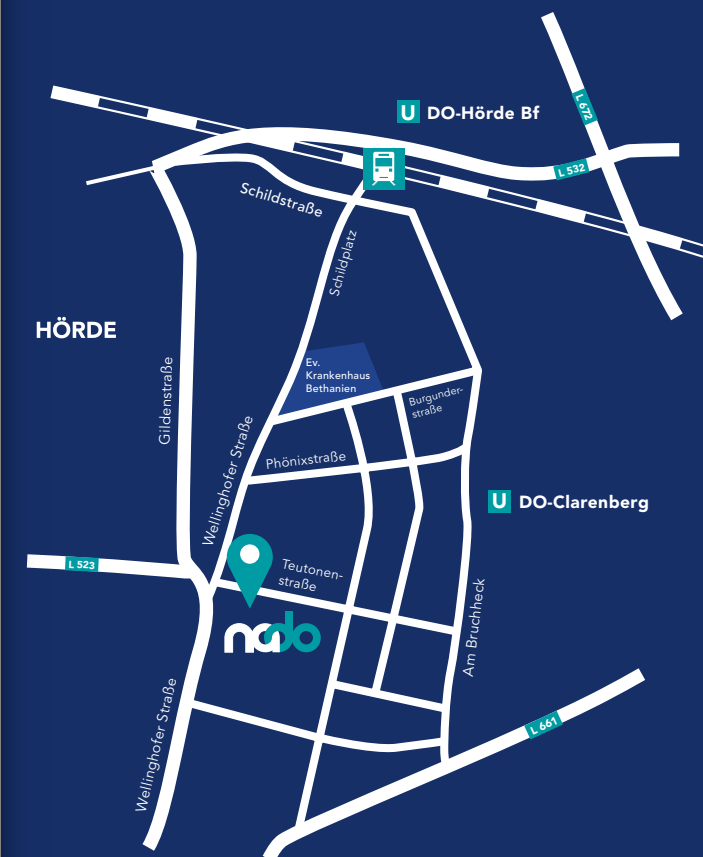 L 672
U DO-Hörde Bf
L 532
Schildstraße
Schildplatz
HÖRDE
Ev.
Krankenhaus
Bethanien
Gildenstraße
Burgunder-
straße
Wellinghofer Straße
Phönixstraße
U DO-Clarenberg
L 523
Teutonen-
straße
nado
Am Bruchheck
Wellinghofer Straße
L 661